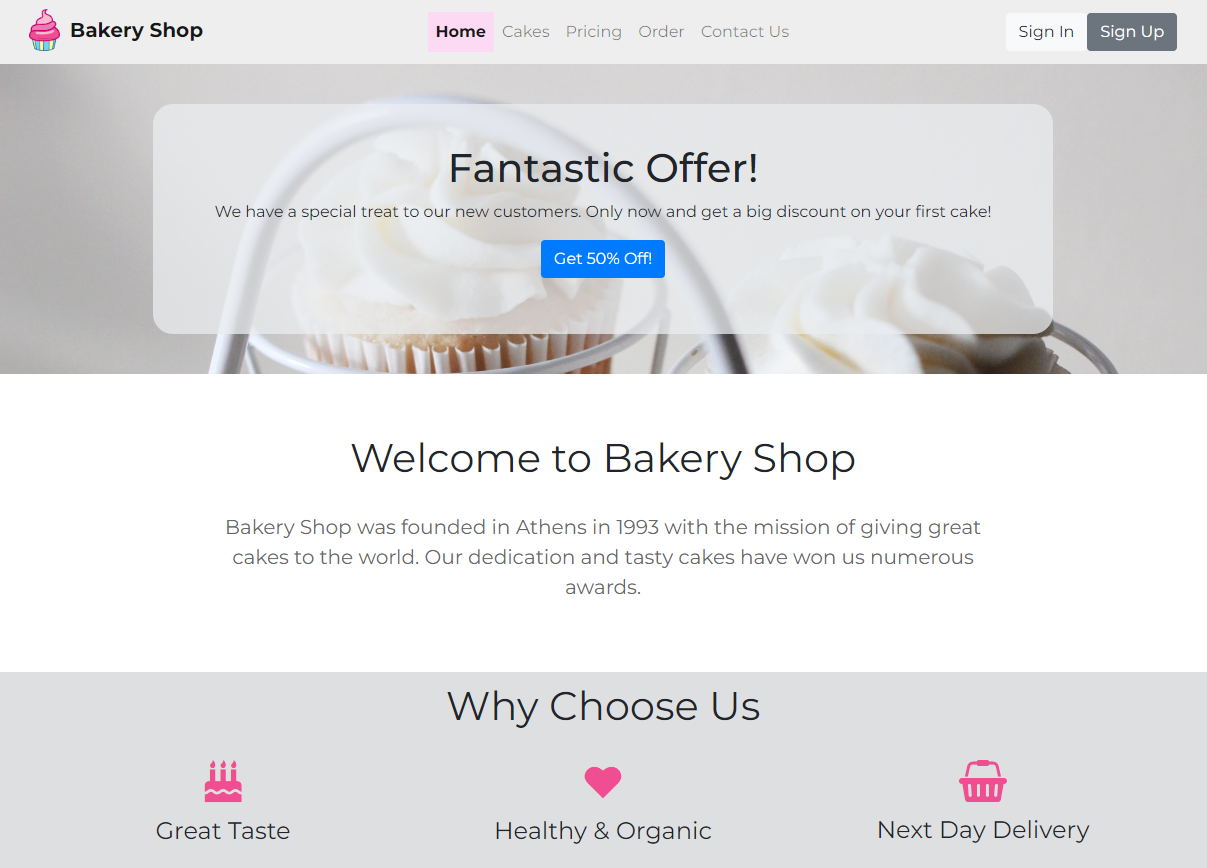 Bakery Shop
Home Cakes Pricing Order Contact Us
Sign In Sign Up
Fantastic Offer!
We have a special treat to our new customers. Only now and get a big discount on your first cake!
Get 50% Off!
Welcome to Bakery Shop
Bakery Shop was founded in Athens in 1993 with the mission of giving great
cakes to the world. Our dedication and tasty cakes have won us numerous
awards.
Why Choose Us
Great Taste
Healthy & Organic
Next Day Delivery